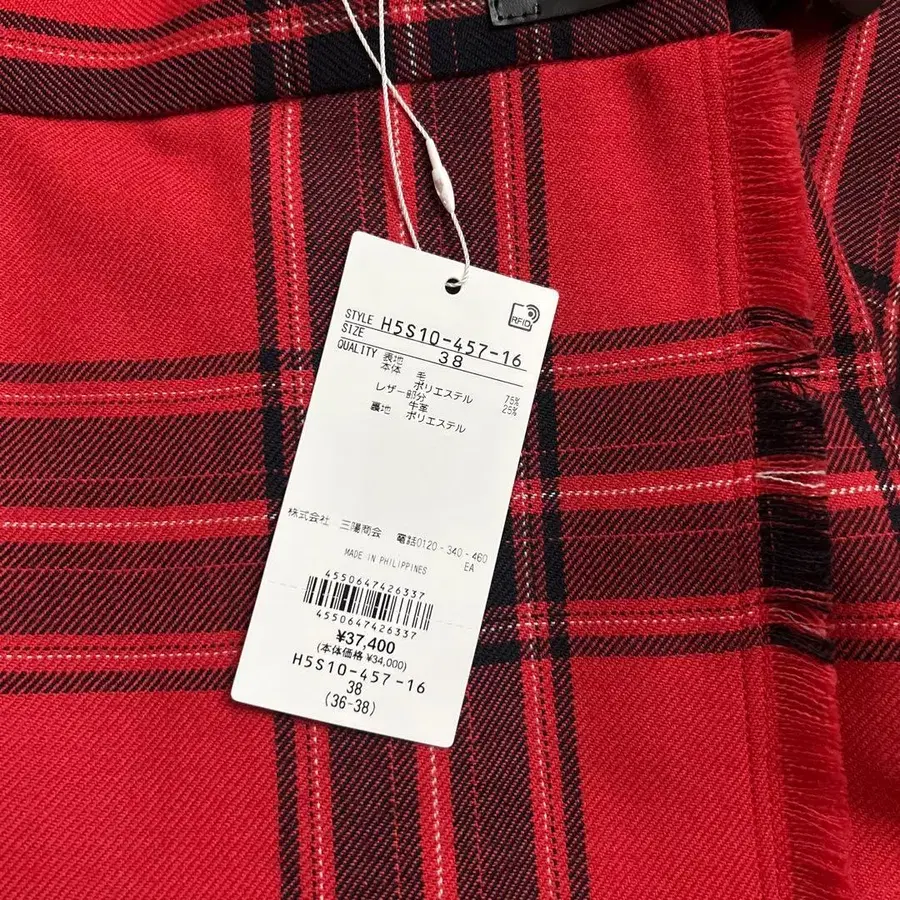 RFID
STYLE H5S10-457-16
SIZE 38
QUALITY 表地
本体 毛 75%
ポリエステル 25%
レザー部分
牛革
裏地 ポリエステル
株式会社 三陽商会 電話0120-340-460
MADE IN PHILIPPINES EA
4550647426337
4550647426337
¥37,400
(本体価格 ¥34,000)
H5S10-457-16
38
(36-38)